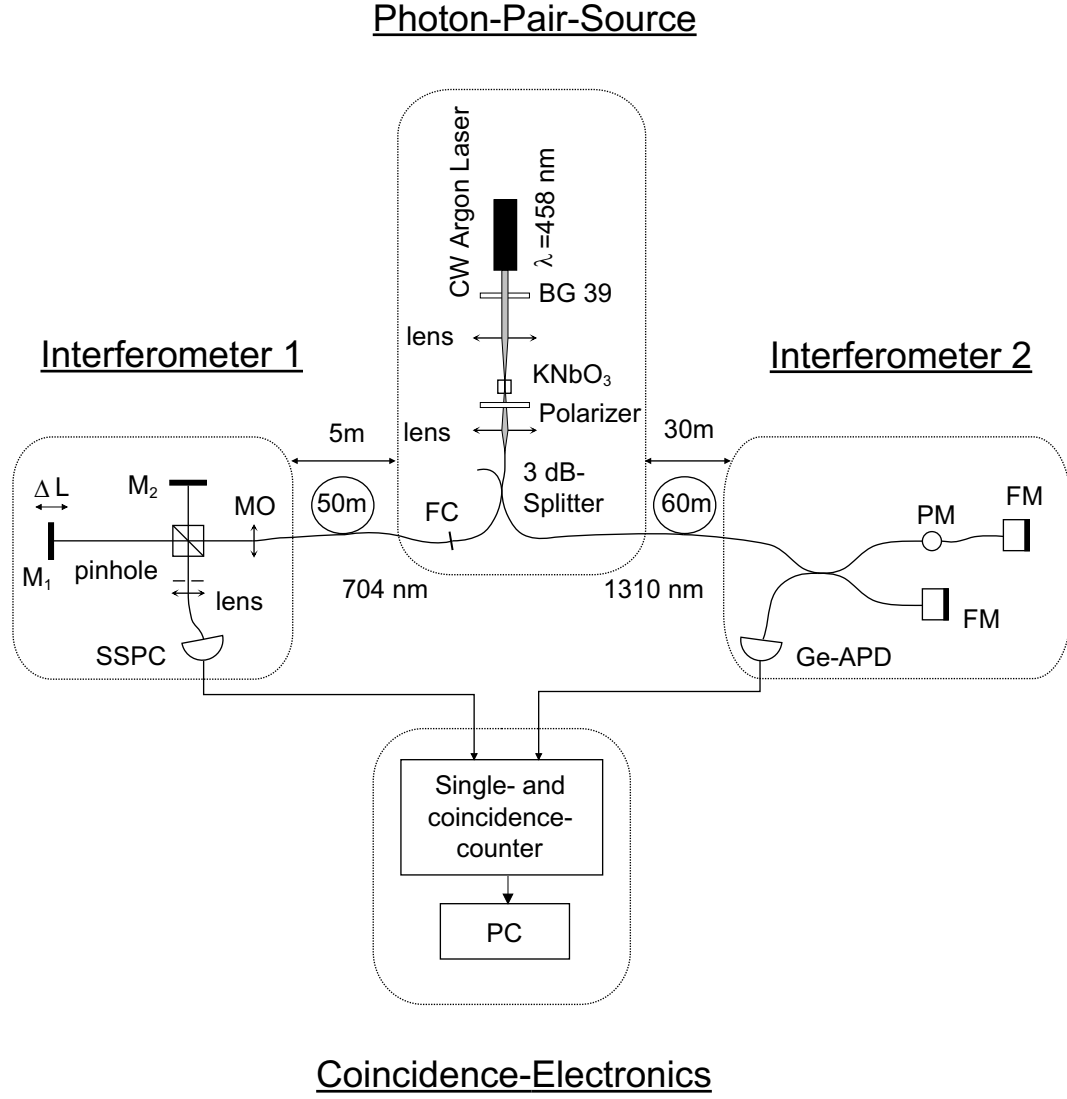 Photon-Pair-Source
CW Argon Laser
λ =458 nm
BG 39
lens
KNbO₃
Polarizer
lens
3 dB-
Splitter
Interferometer 1
5m
Δ L
M₂
MO
50m
FC
M₁
pinhole
lens
704 nm
SSPC
Interferometer 2
30m
60m
PM
FM
1310 nm
FM
Ge-APD
Single- and
coincidence-
counter
PC
Coincidence-Electronics